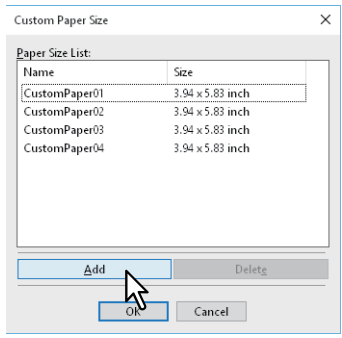 Custom Paper Size
Paper Size List:
Name Size
CustomPaper01 3.94 x 5.83 inch
CustomPaper02 3.94 x 5.83 inch
CustomPaper03 3.94 x 5.83 inch
CustomPaper04 3.94 x 5.83 inch
Add Delete
OK Cancel